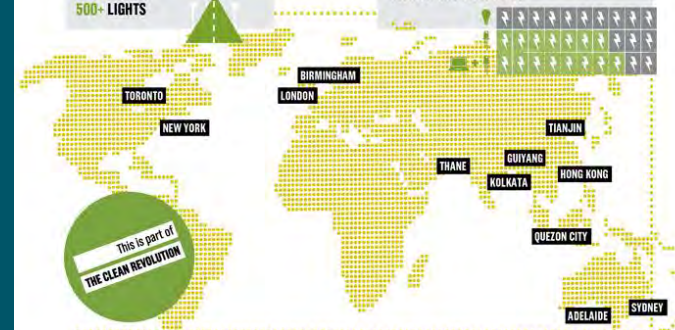 500+ LIGHTS
BIRMINGHAM
TORONTO
LONDON
NEW YORK
TIANJIN
GUIYANG
THANE
HONG KONG
KOLKATA
QUEZON CITY
This is part of
THE CLEAN REVOLUTION
SYDNEY
ADELAIDE